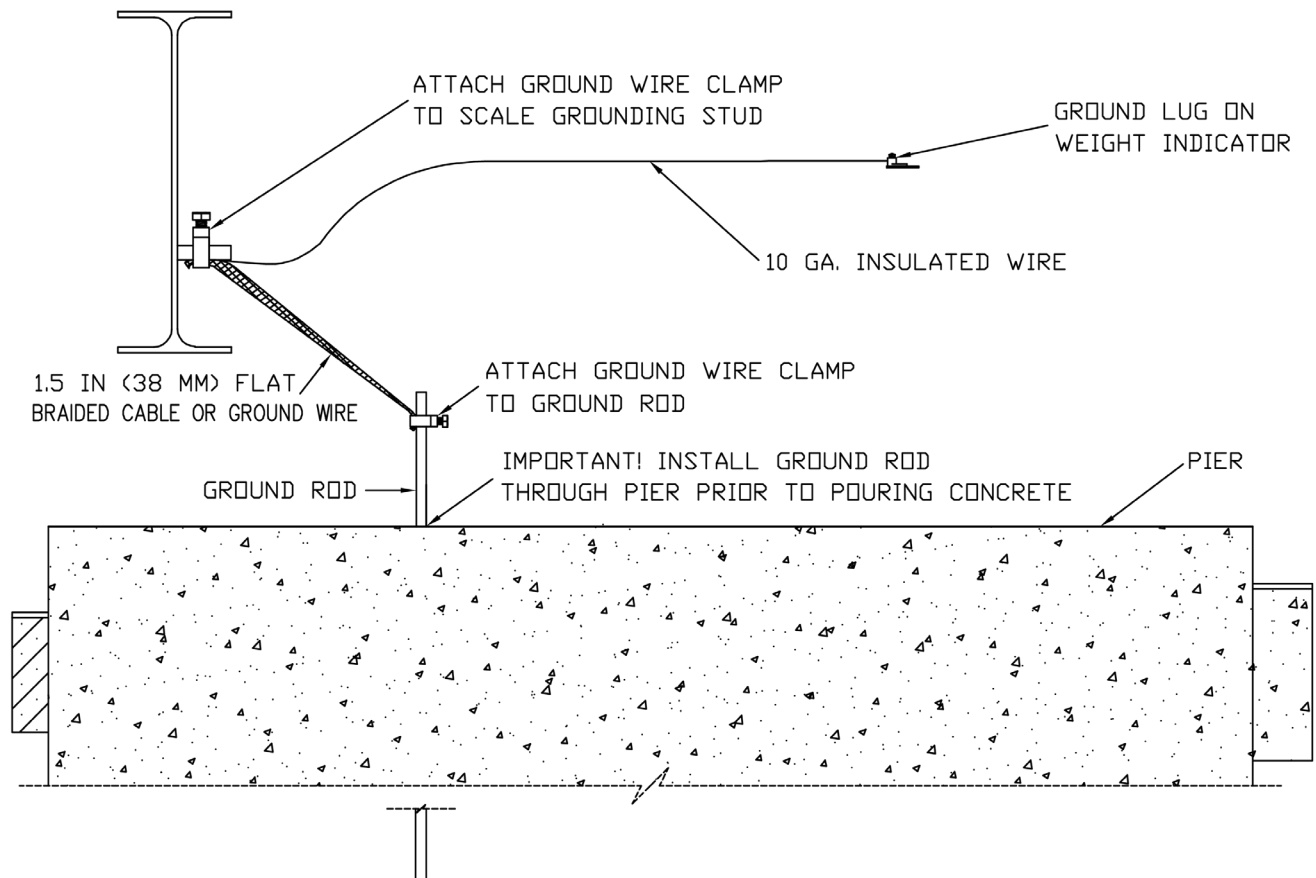 ATTACH GROUND WIRE CLAMP
TO SCALE GROUNDING STUD
GROUND LUG ON
WEIGHT INDICATOR
10 GA. INSULATED WIRE
1.5 IN (38 MM) FLAT
BRAIDED CABLE OR GROUND WIRE
ATTACH GROUND WIRE CLAMP
TO GROUND ROD
GROUND ROD
IMPORTANT! INSTALL GROUND ROD
THROUGH PIER PRIOR TO POURING CONCRETE
PIER